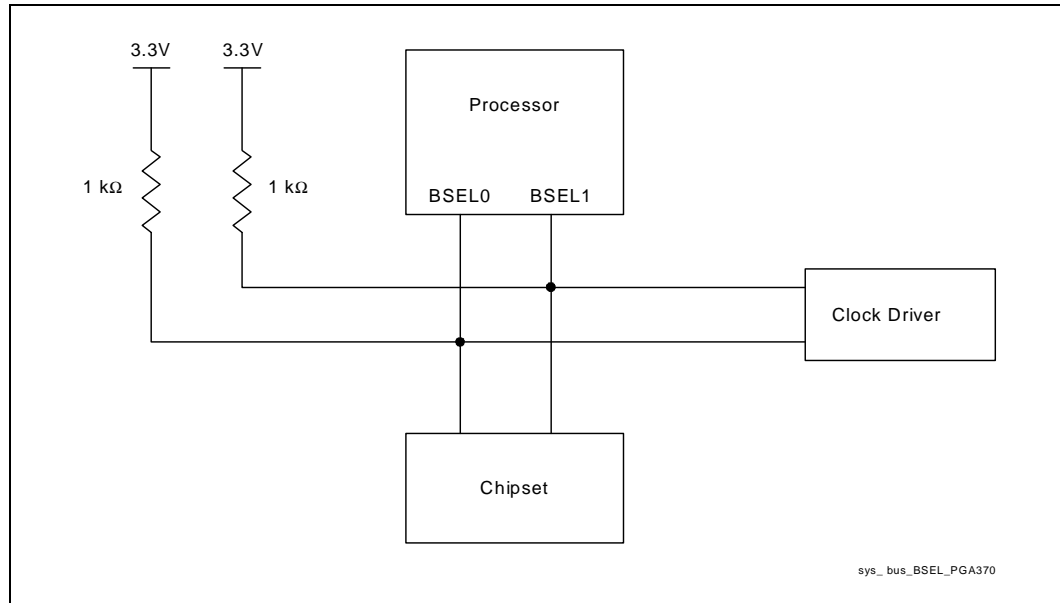 3.3V 3.3V
Processor
1 kΩ 1 kΩ
BSEL0 BSEL1
Clock Driver
Chipset
sys_ bus_BSEL_PGA370